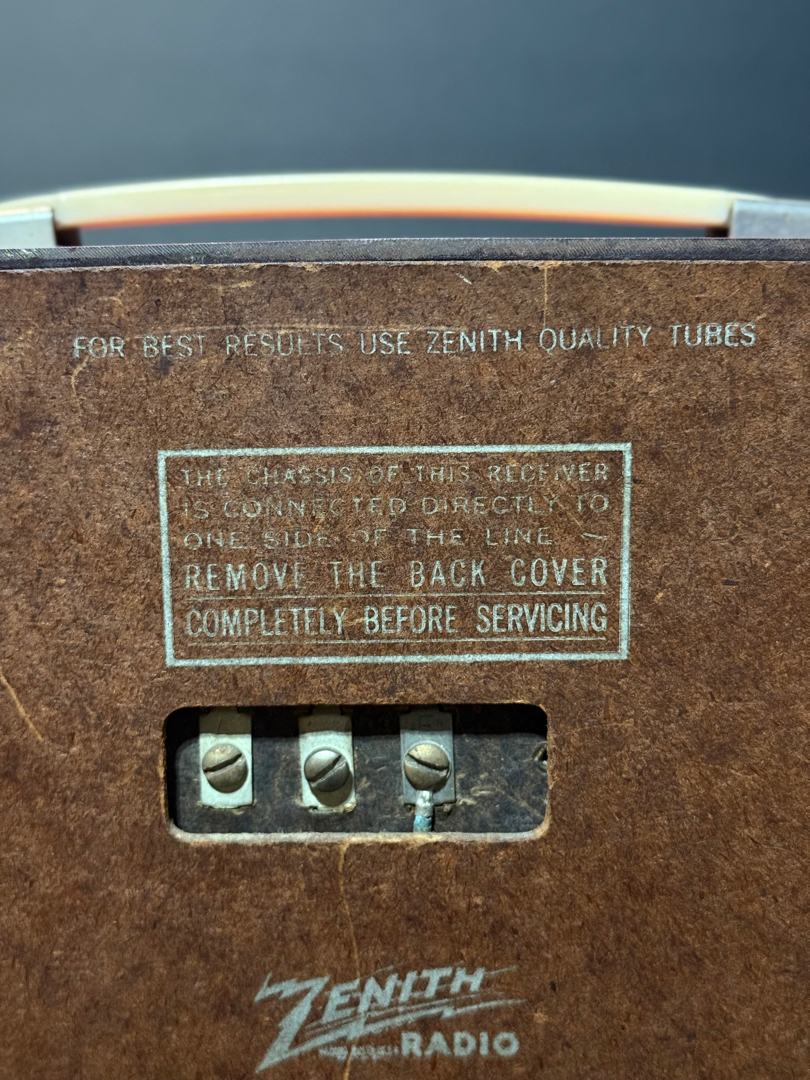 FOR BEST RESULTS USE ZENITH QUALITY TUBES
THE CHASSIS OF THIS RECEIVER
IS CONNECTED DIRECTLY TO
ONE SIDE OF THE LINE –
REMOVE THE BACK COVER
COMPLETELY BEFORE SERVICING
ZENITH
RADIO